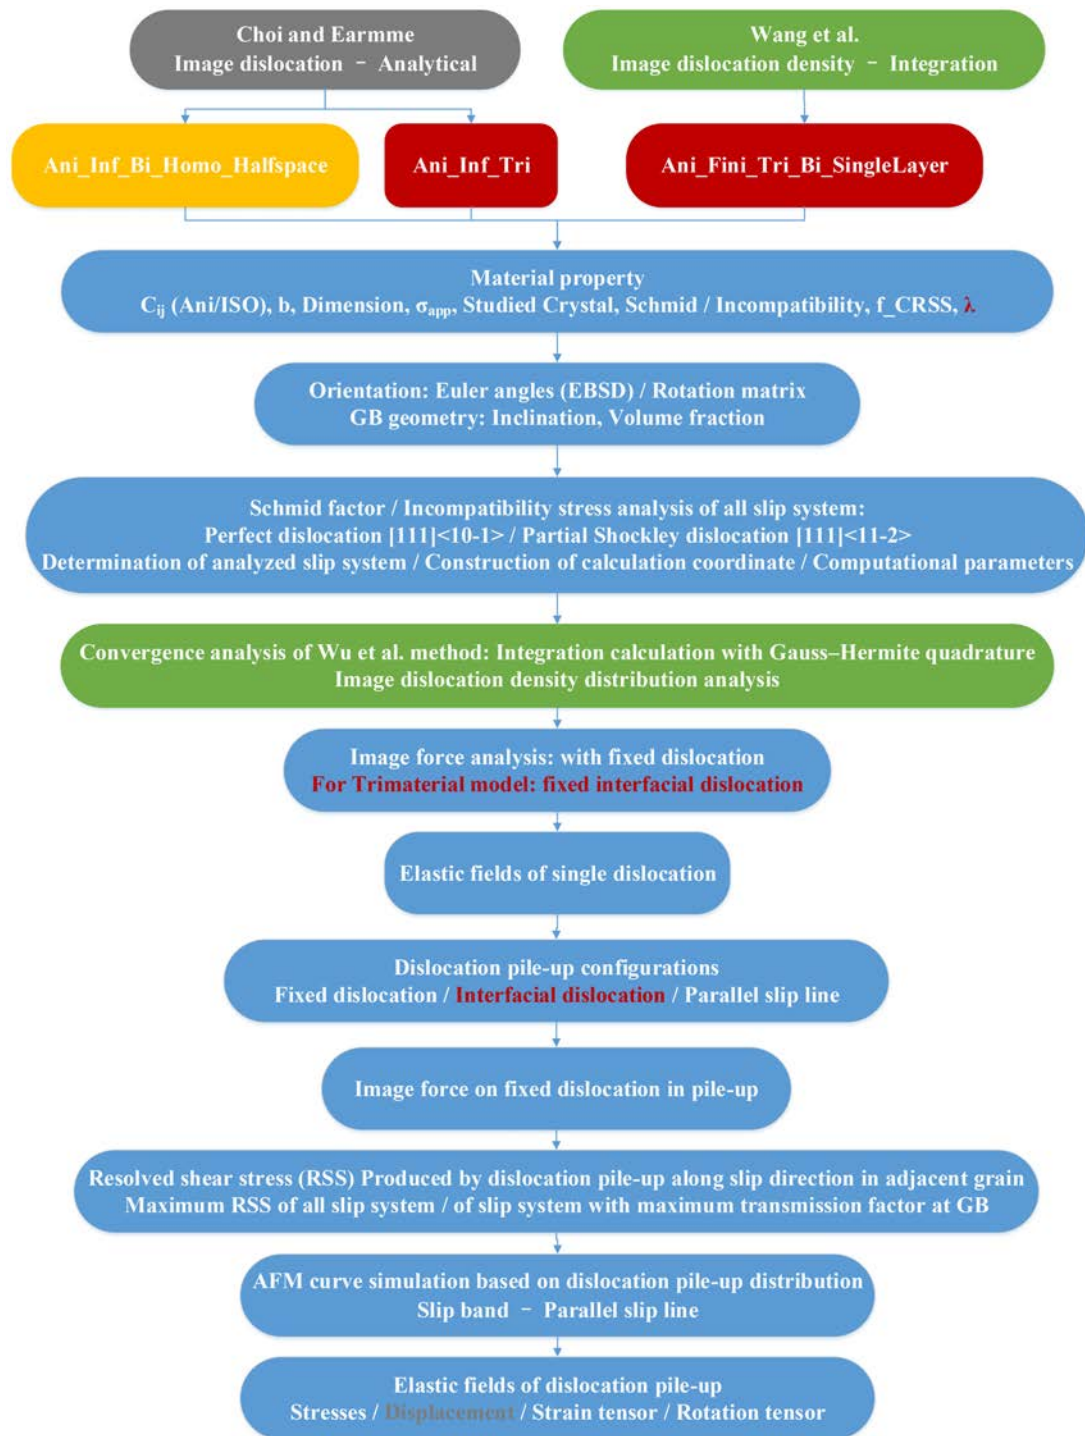 Choi and Earmme
Image dislocation - Analytical
Wang et al.
Image dislocation density - Integration
Ani_Inf_Bi_Homo_Halfspace
Ani_Inf_Tri
Ani_Fini_Tri_Bi_SingleLayer
Material property
Cij (Ani/ISO), b, Dimension, σapp, Studied Crystal, Schmid / Incompatibility, f_CRSS, λ
Orientation: Euler angles (EBSD) / Rotation matrix
GB geometry: Inclination, Volume fraction
Schmid factor / Incompatibility stress analysis of all slip system:
Perfect dislocation [111]<10-1> / Partial Shockley dislocation [111]<11-2>
Determination of analyzed slip system / Construction of calculation coordinate / Computational parameters
Convergence analysis of Wu et al. method: Integration calculation with Gauss–Hermite quadrature
Image dislocation density distribution analysis
Image force analysis: with fixed dislocation
For Trimaterial model: fixed interfacial dislocation
Elastic fields of single dislocation
Dislocation pile-up configurations
Fixed dislocation / Interfacial dislocation / Parallel slip line
Image force on fixed dislocation in pile-up
Resolved shear stress (RSS) Produced by dislocation pile-up along slip direction in adjacent grain
Maximum RSS of all slip system / of slip system with maximum transmission factor at GB
AFM curve simulation based on dislocation pile-up distribution
Slip band - Parallel slip line
Elastic fields of dislocation pile-up
Stresses / Displacement / Strain tensor / Rotation tensor